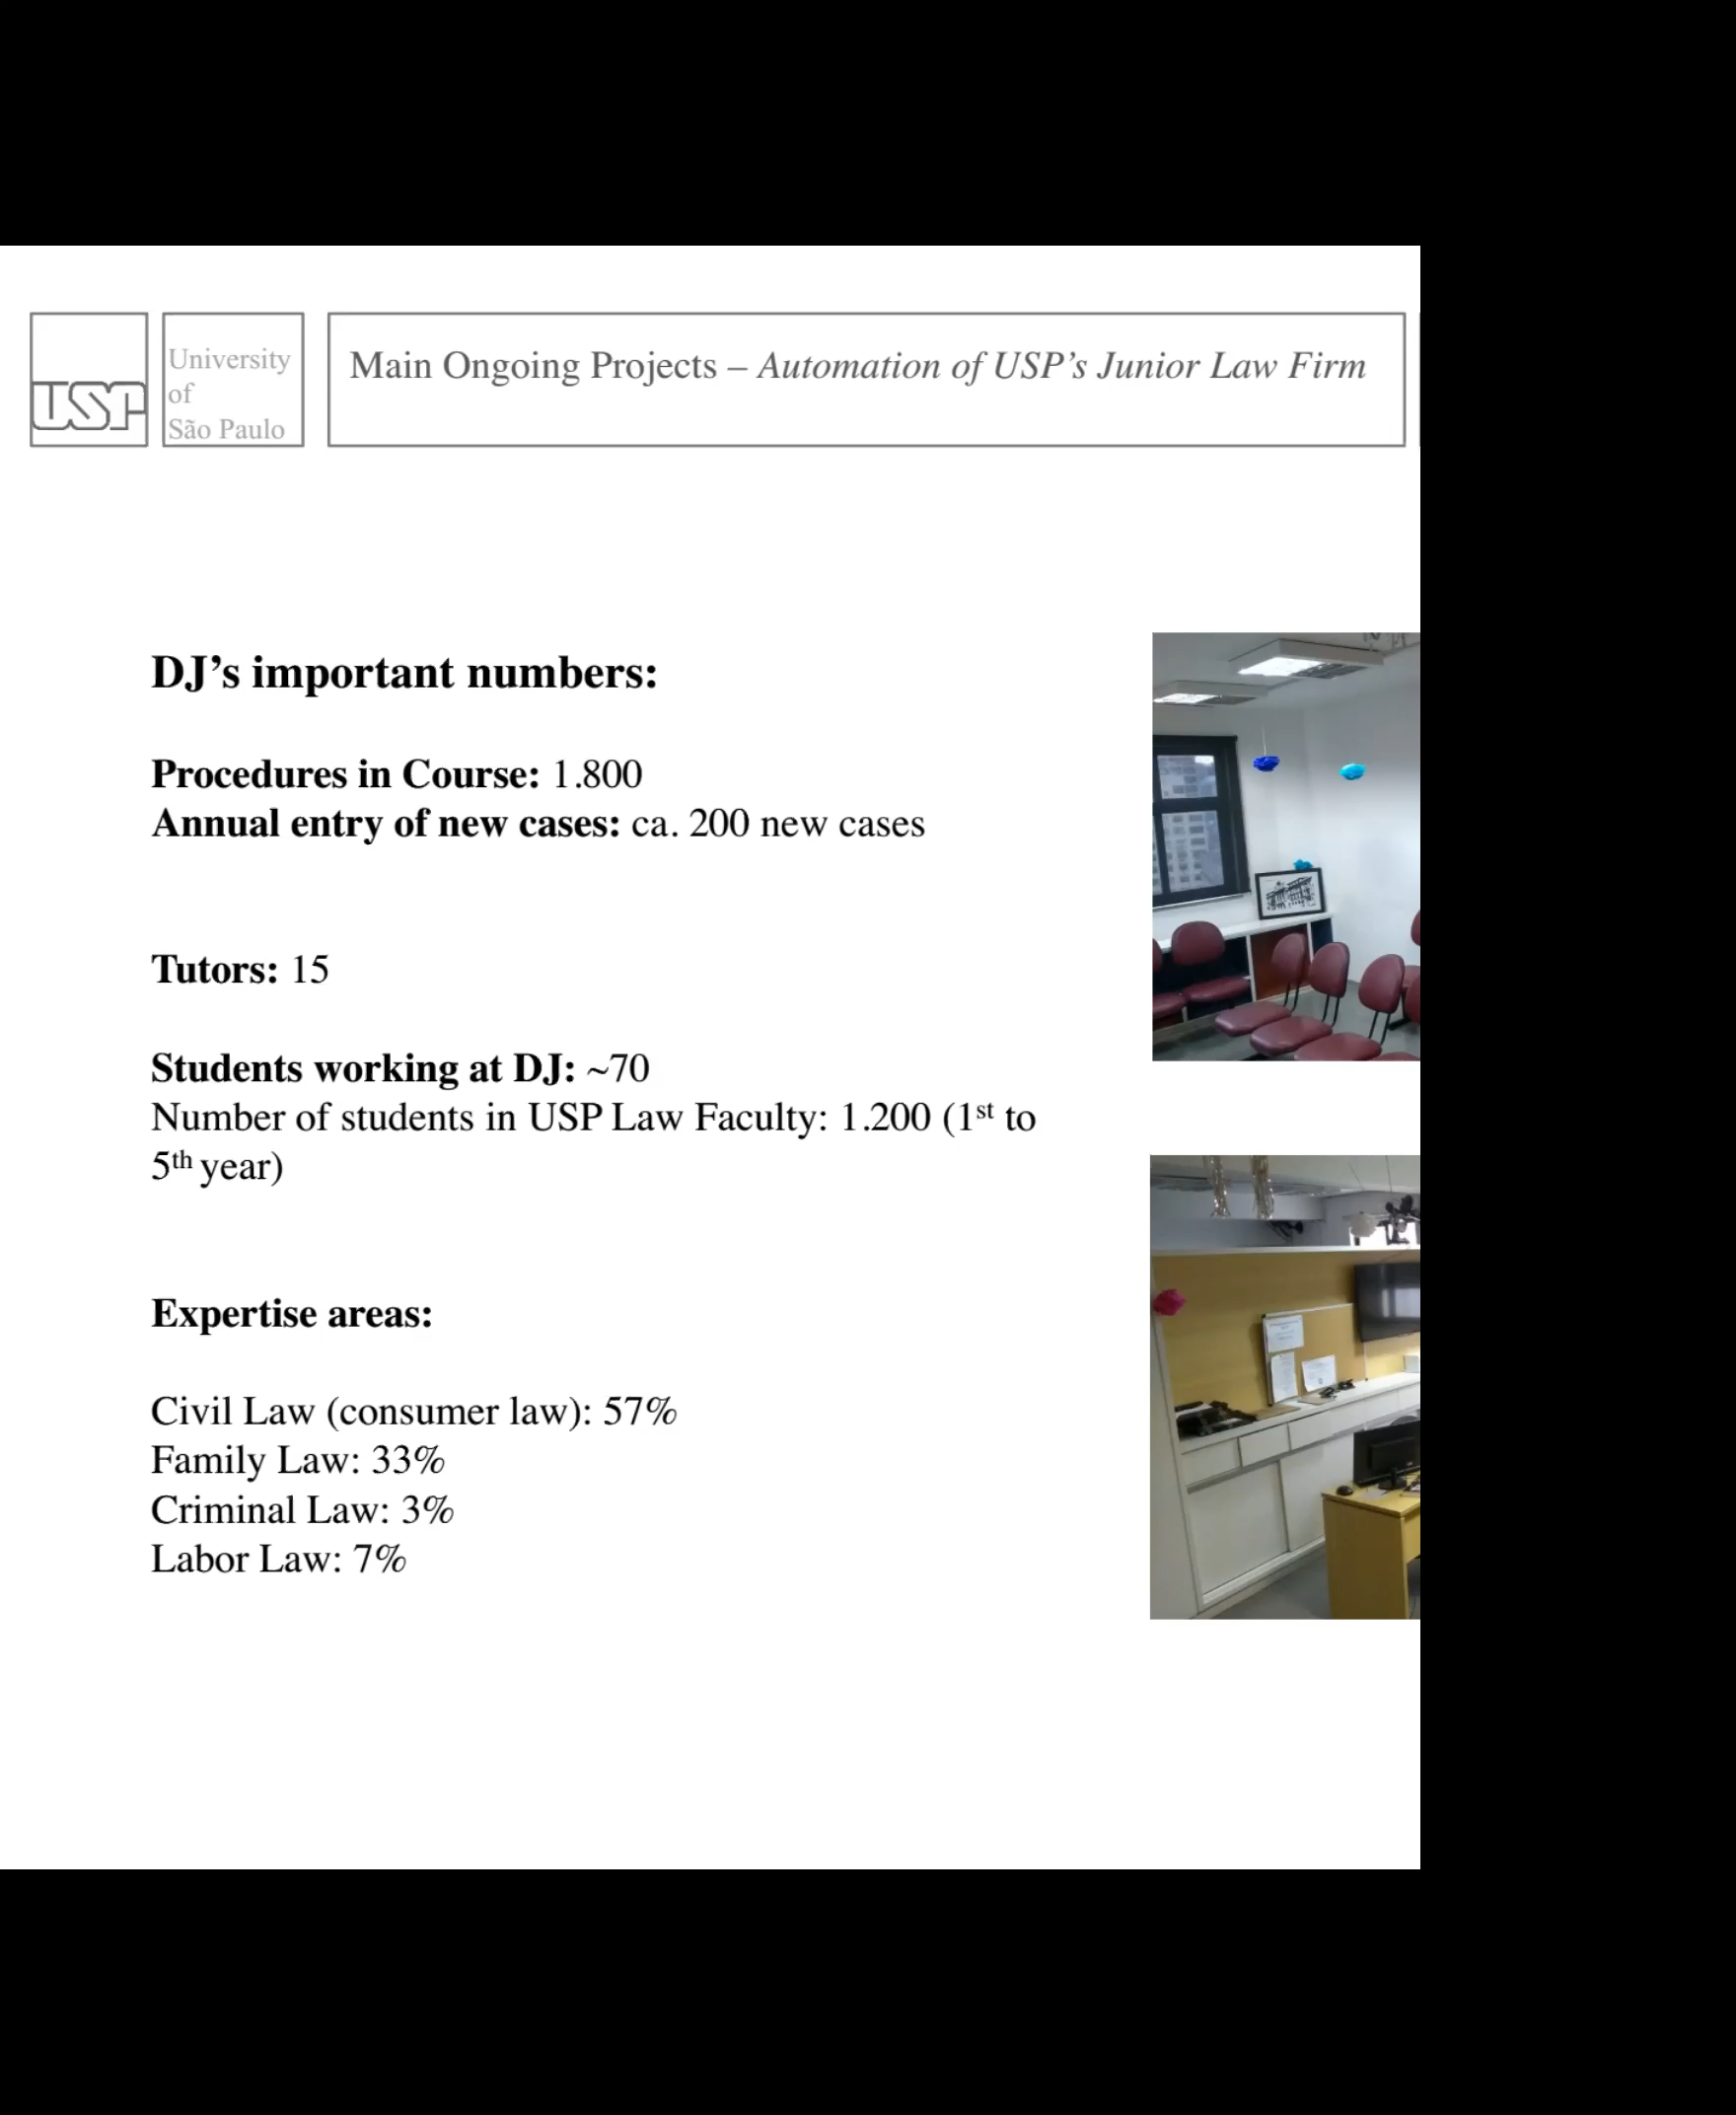 USP
University
of
São Paulo
Main Ongoing Projects – Automation of USP's Junior Law Firm
DJ's important numbers:
Procedures in Course: 1.800
Annual entry of new cases: ca. 200 new cases
Tutors: 15
Students working at DJ: ~70
Number of students in USP Law Faculty: 1.200 (1st to
5th year)
Expertise areas:
Civil Law (consumer law): 57%
Family Law: 33%
Criminal Law: 3%
Labor Law: 7%